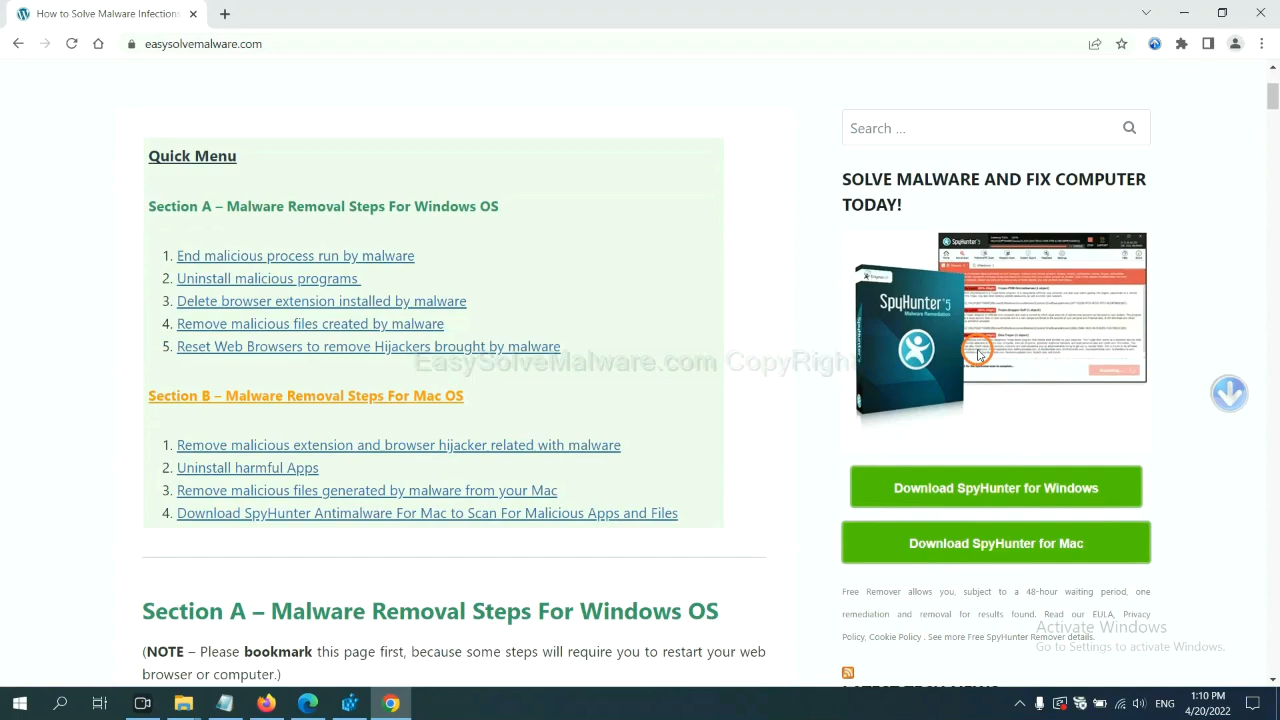 How to Solve Malware Infections
easysolvemalware.com
Search ...
Quick Menu
SOLVE MALWARE AND FIX COMPUTER
TODAY!
Section A – Malware Removal Steps For Windows OS
1. End malicious process run by malware
2. Uninstall malicious programs
3. Delete browser extension installed by malware
4. Remove malicious files created by malware
5. Reset Web Browser to remove Hijackers brought by malware
SpyHunter 5
Malware Remediation
Section B – Malware Removal Steps For Mac OS
1. Remove malicious extension and browser hijacker related with malware
2. Uninstall harmful Apps
3. Remove malicious files generated by malware from your Mac
4. Download SpyHunter Antimalware For Mac to Scan For Malicious Apps and Files
Download SpyHunter for Windows
Download SpyHunter for Mac
Free Remover allows you, subject to a 48-hour waiting period, one
remediation and removal for results found. Read our EULA, Privacy
Policy, Cookie Policy . See more Free SpyHunter Remover details.
Section A – Malware Removal Steps For Windows OS
(NOTE – Please bookmark this page first, because some steps will require you to restart your web
browser or computer.)
Activate Windows
Go to Settings to activate Windows.
LATEST TECH NEWS
ENG
1:10 PM
4/20/2022